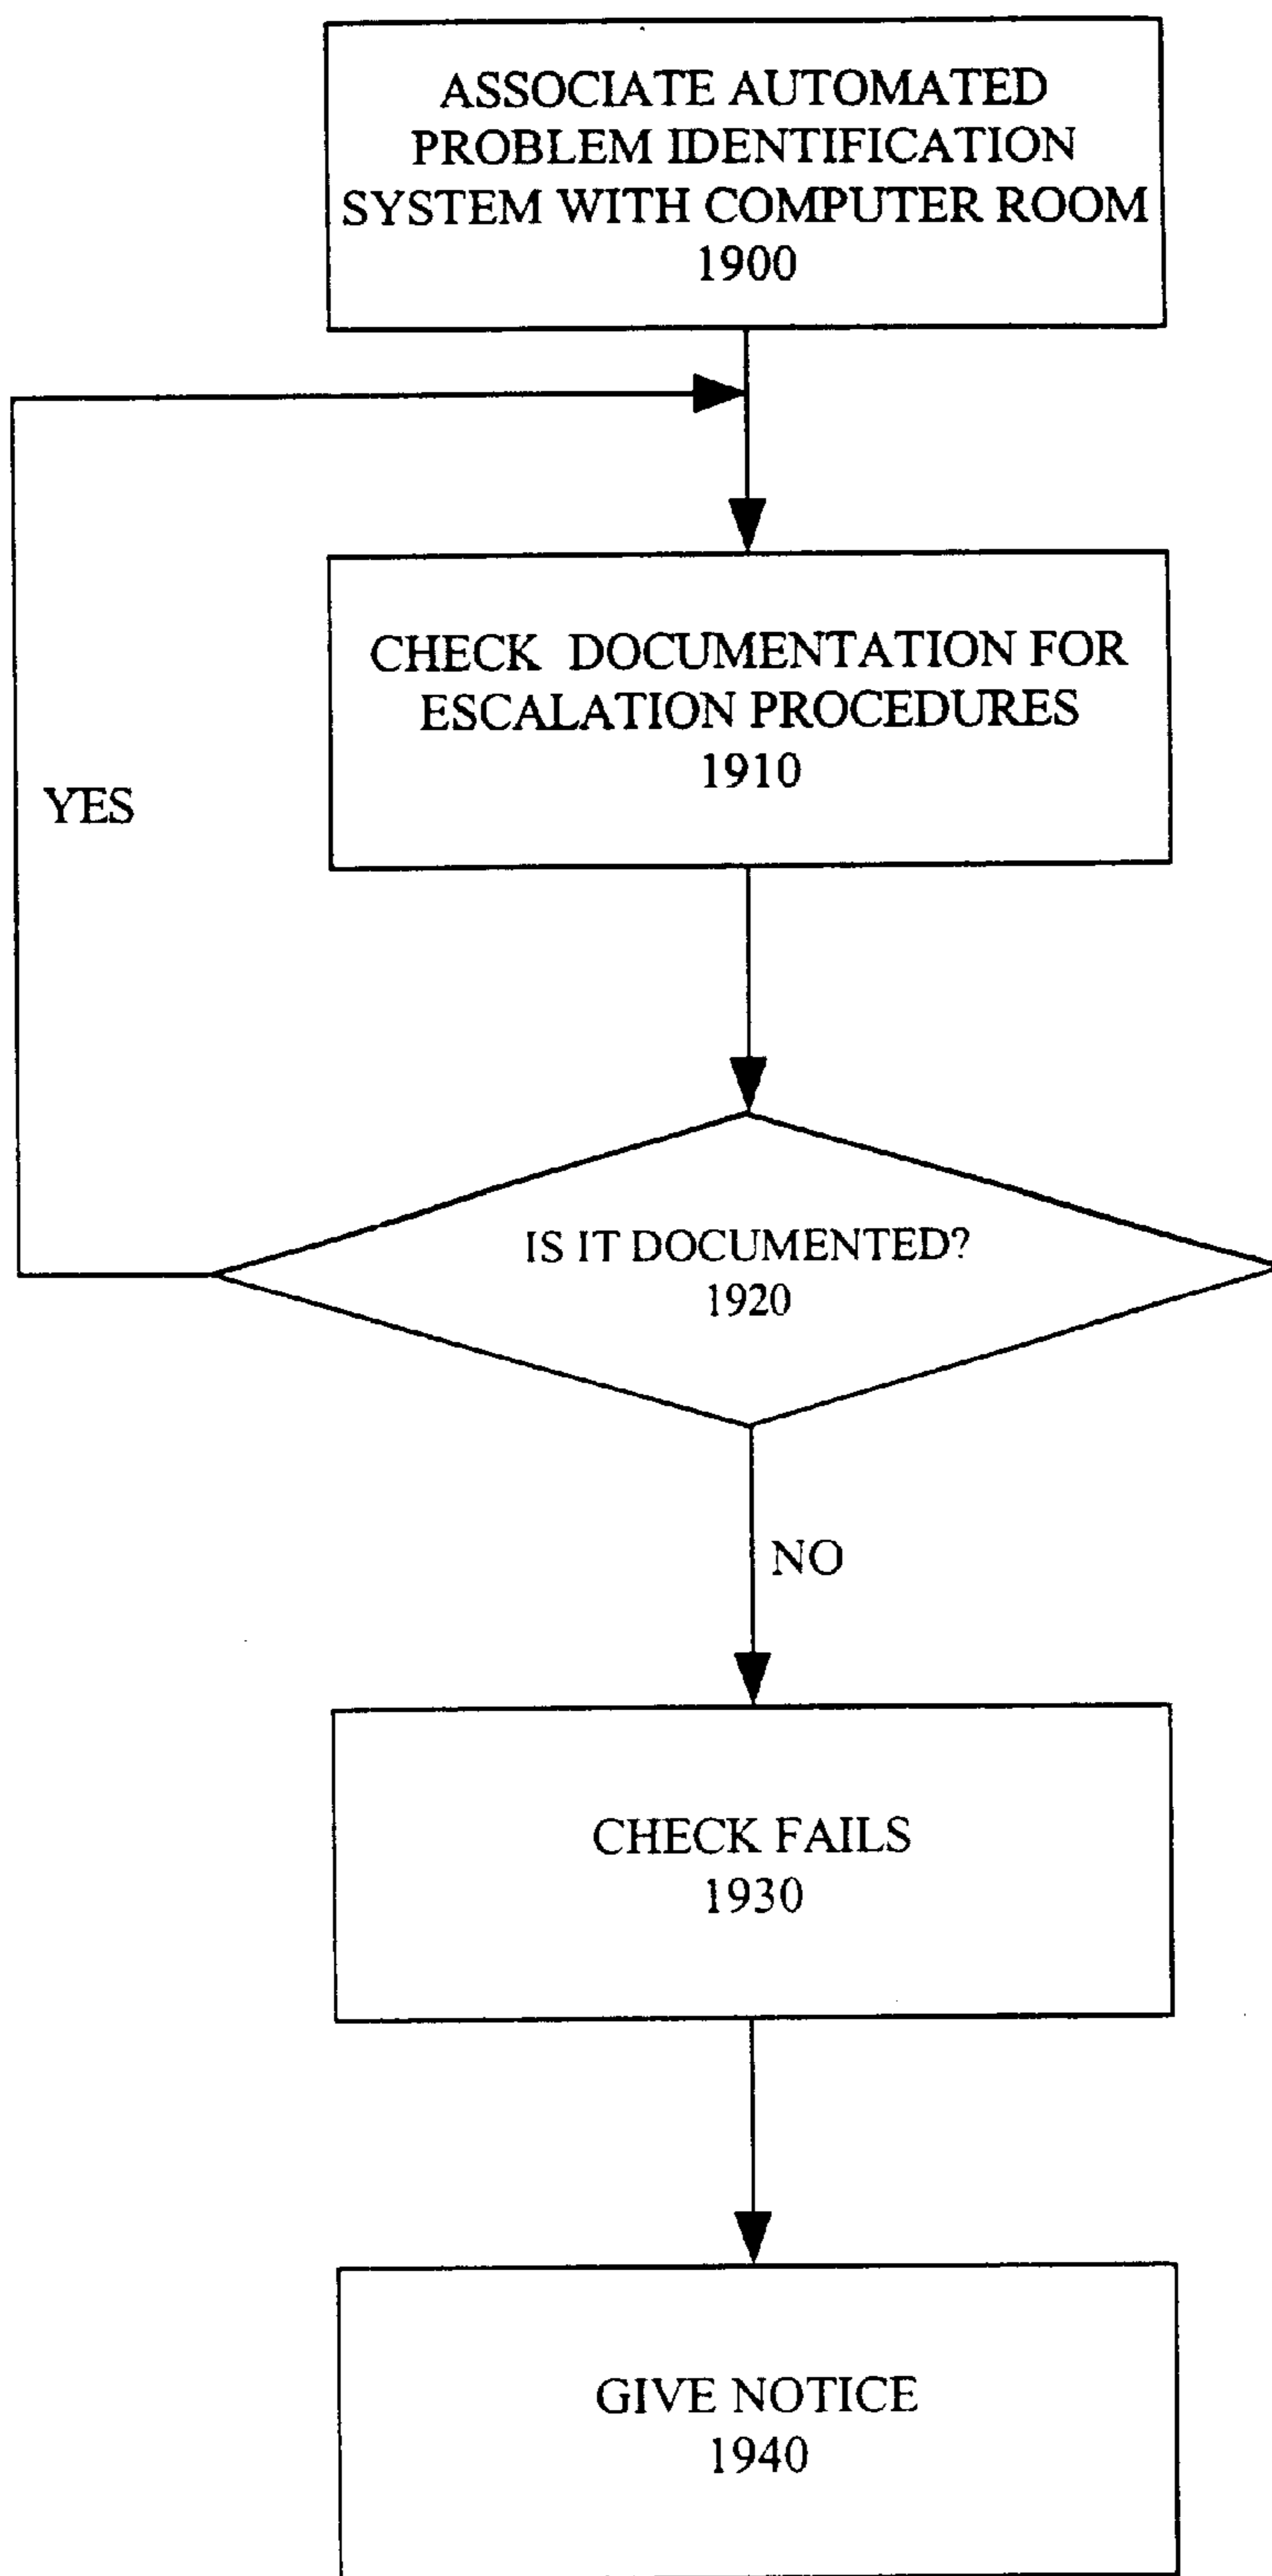 ASSOCIATE AUTOMATED
PROBLEM IDENTIFICATION
SYSTEM WITH COMPUTER ROOM
1900
CHECK DOCUMENTATION FOR
ESCALATION PROCEDURES
1910
YES
IS IT DOCUMENTED?
1920
NO
CHECK FAILS
1930
GIVE NOTICE
1940